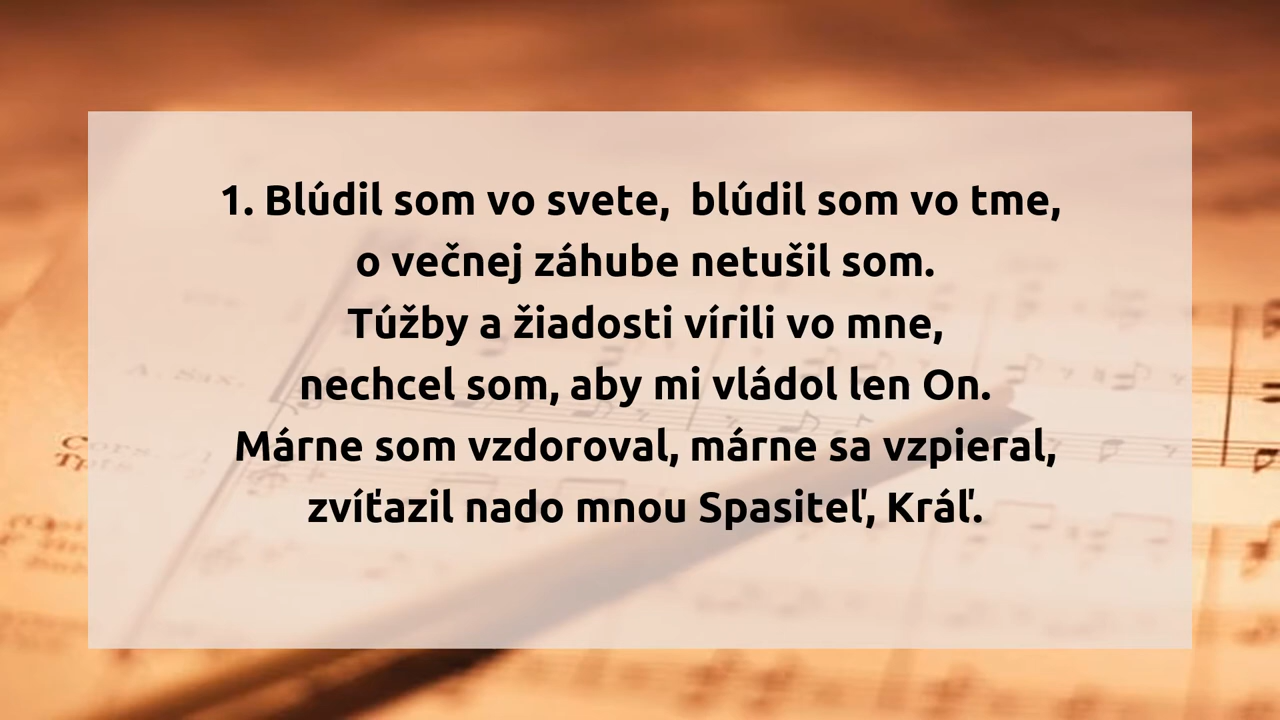 1. Blúdil som vo svete,  blúdil som vo tme,
o večnej záhube netušil som.
Túžby a žiadosti vírili vo mne,
nechcel som, aby mi vládol len On.
Márne som vzdoroval, márne sa vzpieral,
zvíťazil nado mnou Spasiteľ, Kráľ.
A. Sax.